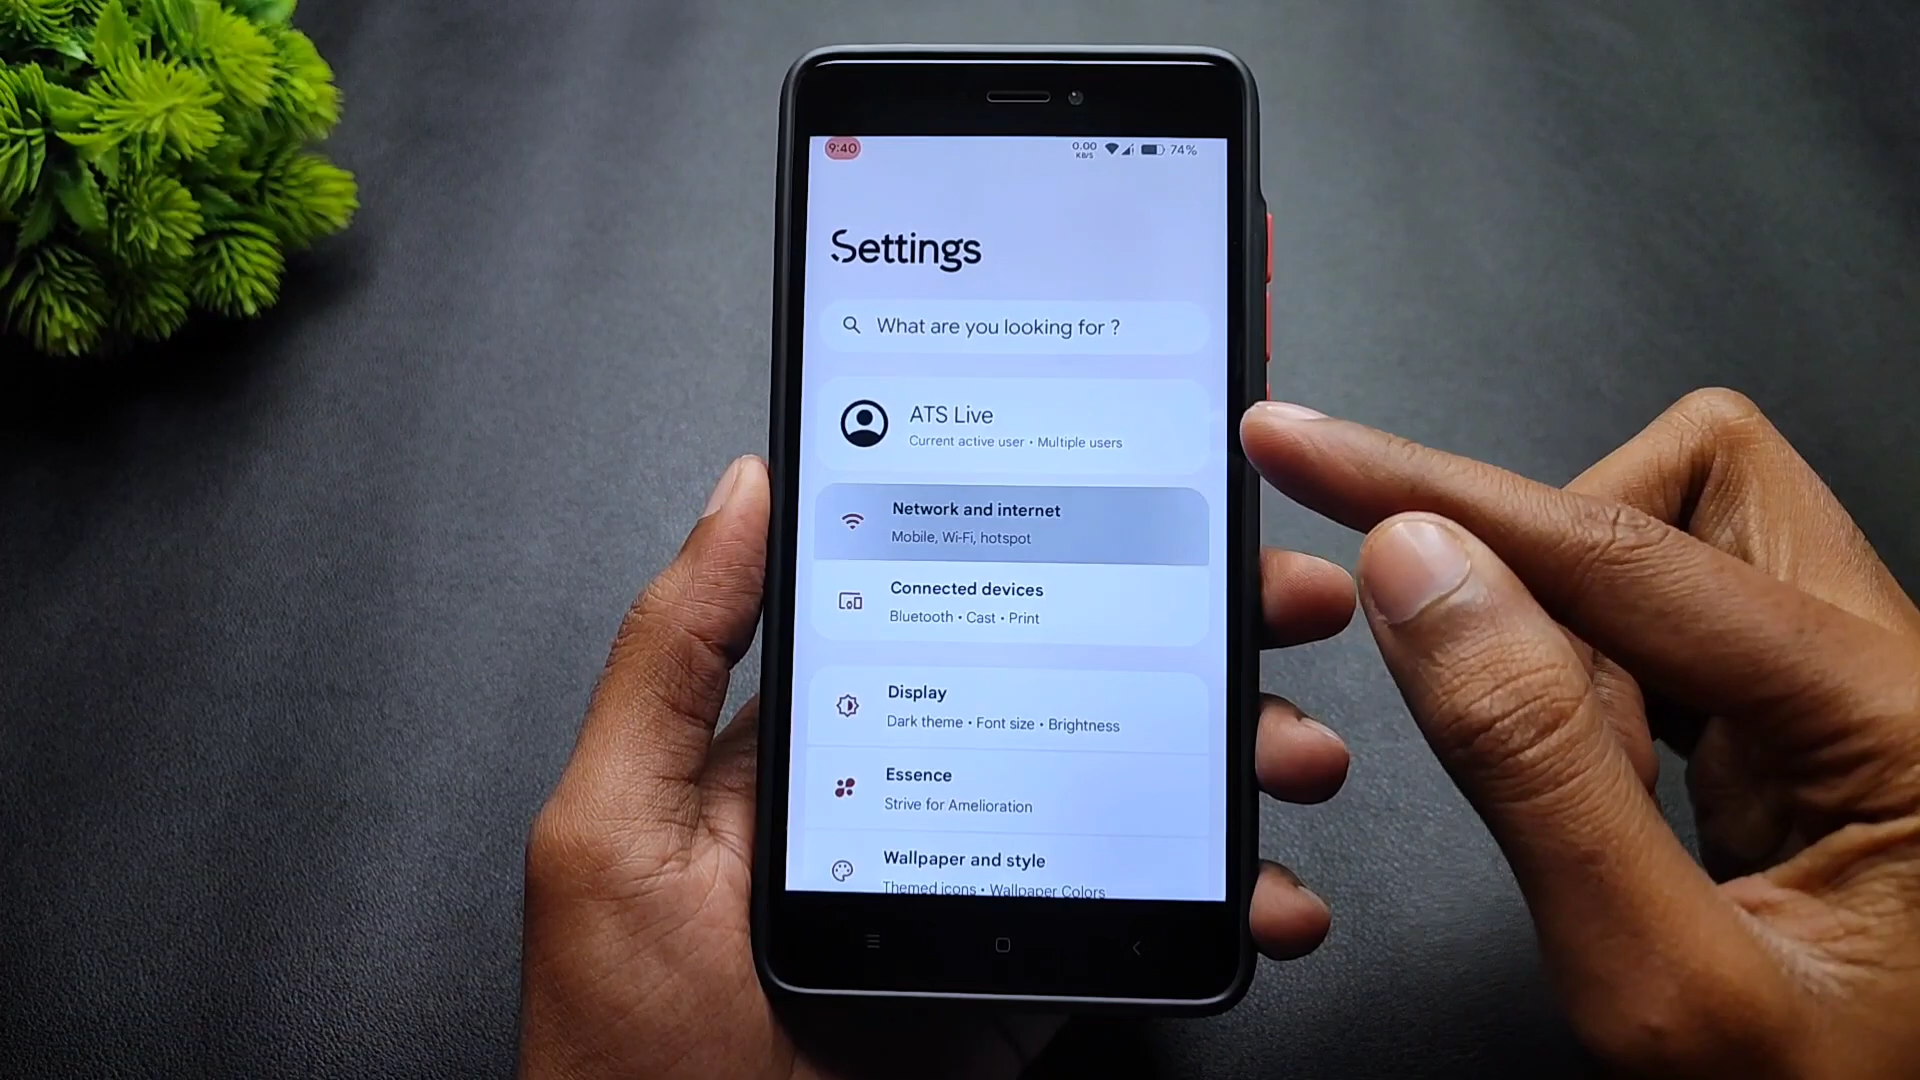 9:40
0.00
KB/S
74%
Settings
What are you looking for ?
ATS Live
Current active user • Multiple users
Network and internet
Mobile, Wi-Fi, hotspot
Connected devices
Bluetooth • Cast • Print
Display
Dark theme • Font size • Brightness
Essence
Strive for Amelioration
Wallpaper and style
Themed icons • Wallpaper Colors